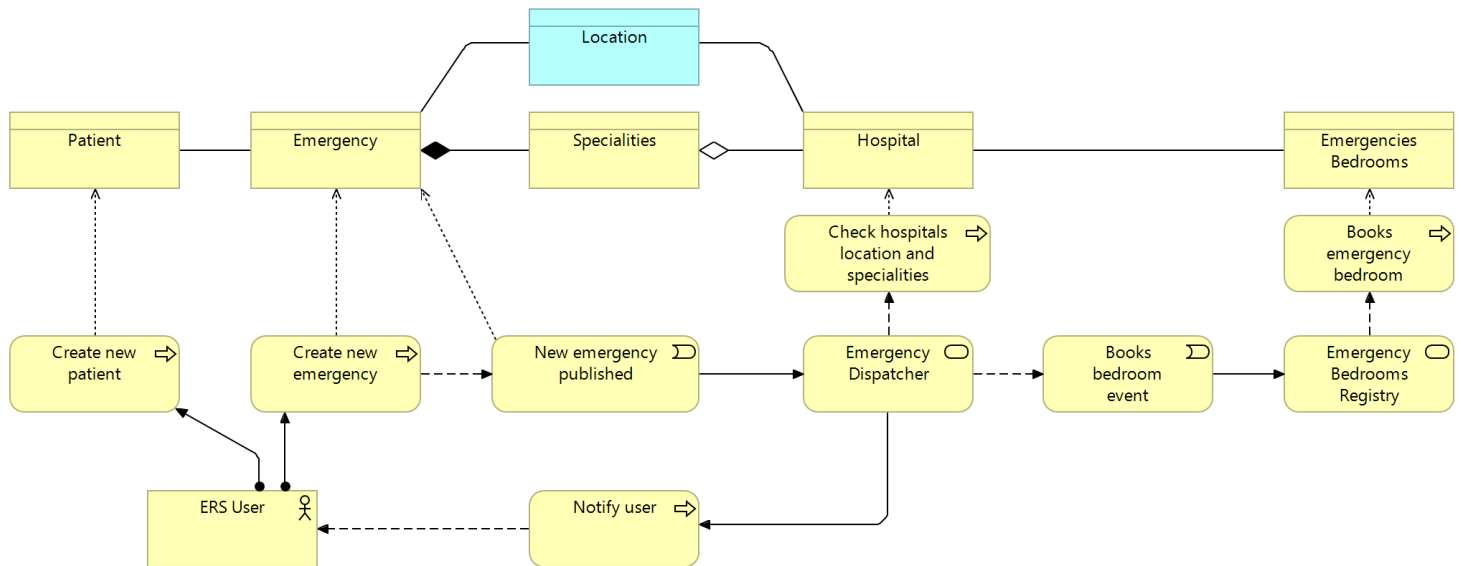 Location
Patient
Emergency
Specialities
Hospital
Emergencies
Bedrooms
Check hospitals
location and
specialities
Books
emergency
bedroom
Create new
patient
Create new
emergency
New emergency
published
Emergency
Dispatcher
Books
bedroom
event
Emergency
Bedrooms
Registry
ERS User
Notify user